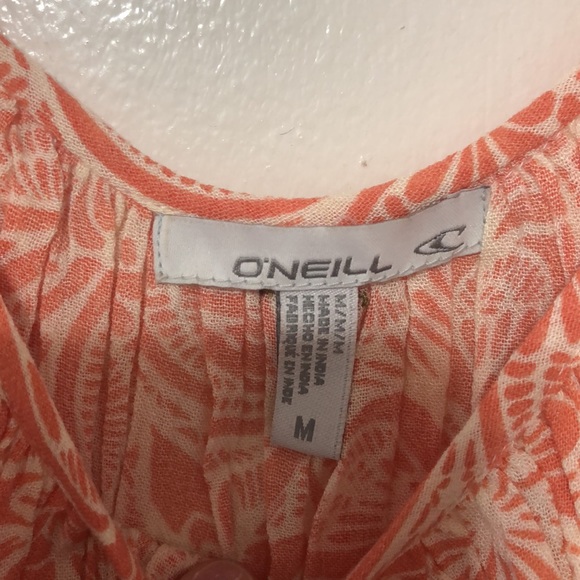 O'NEILL
M/M/M
MADE IN INDIA
HECHO EN INDIA
FABRIQUE EN INDE
M